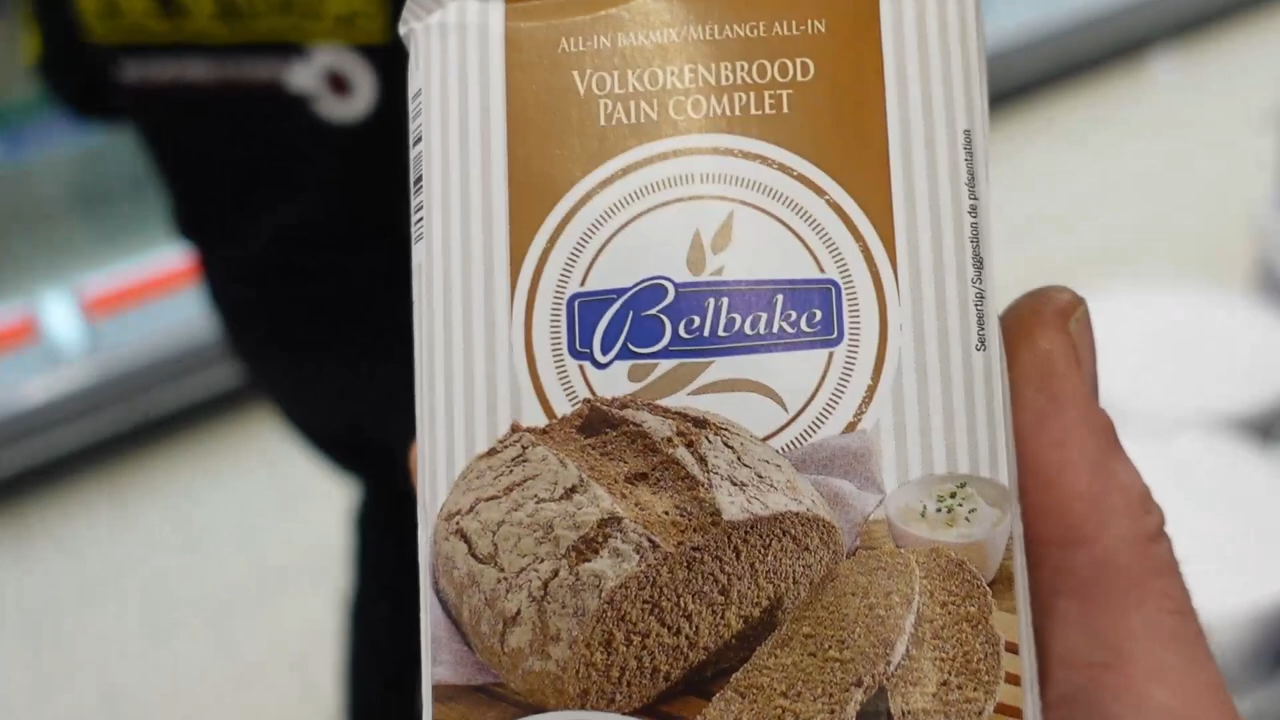 ALL-IN BAKMIX/MÉLANGE ALL-IN
VOLKORENBROOD
PAIN COMPLET
Belbake
Serveertip/Suggestion de présentation